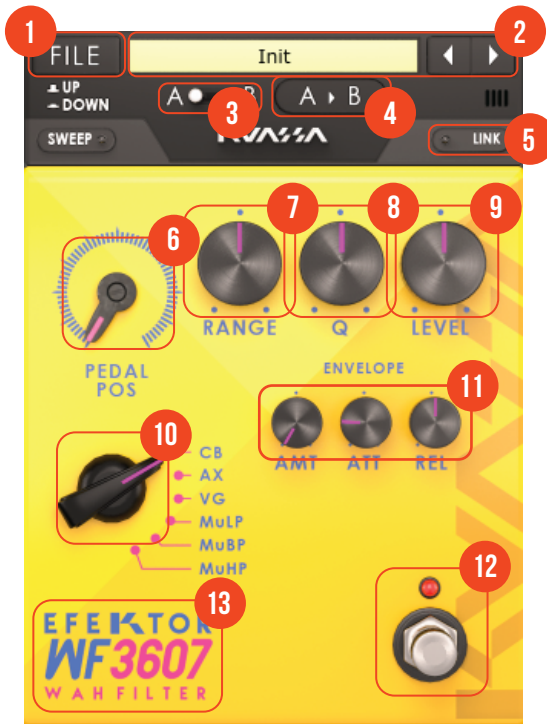 1
2
FILE
Init
UP
DOWN
A B
3
A B
4
SWEEP
KUASSA
LINK
5
6
7
8
9
RANGE
Q
LEVEL
PEDAL
POS
ENVELOPE
11
AMT
ATT
REL
10
CB
AX
VG
MuLP
MuBP
MuHP
12
13
EFEKTOR
WF3607
WAH FILTER